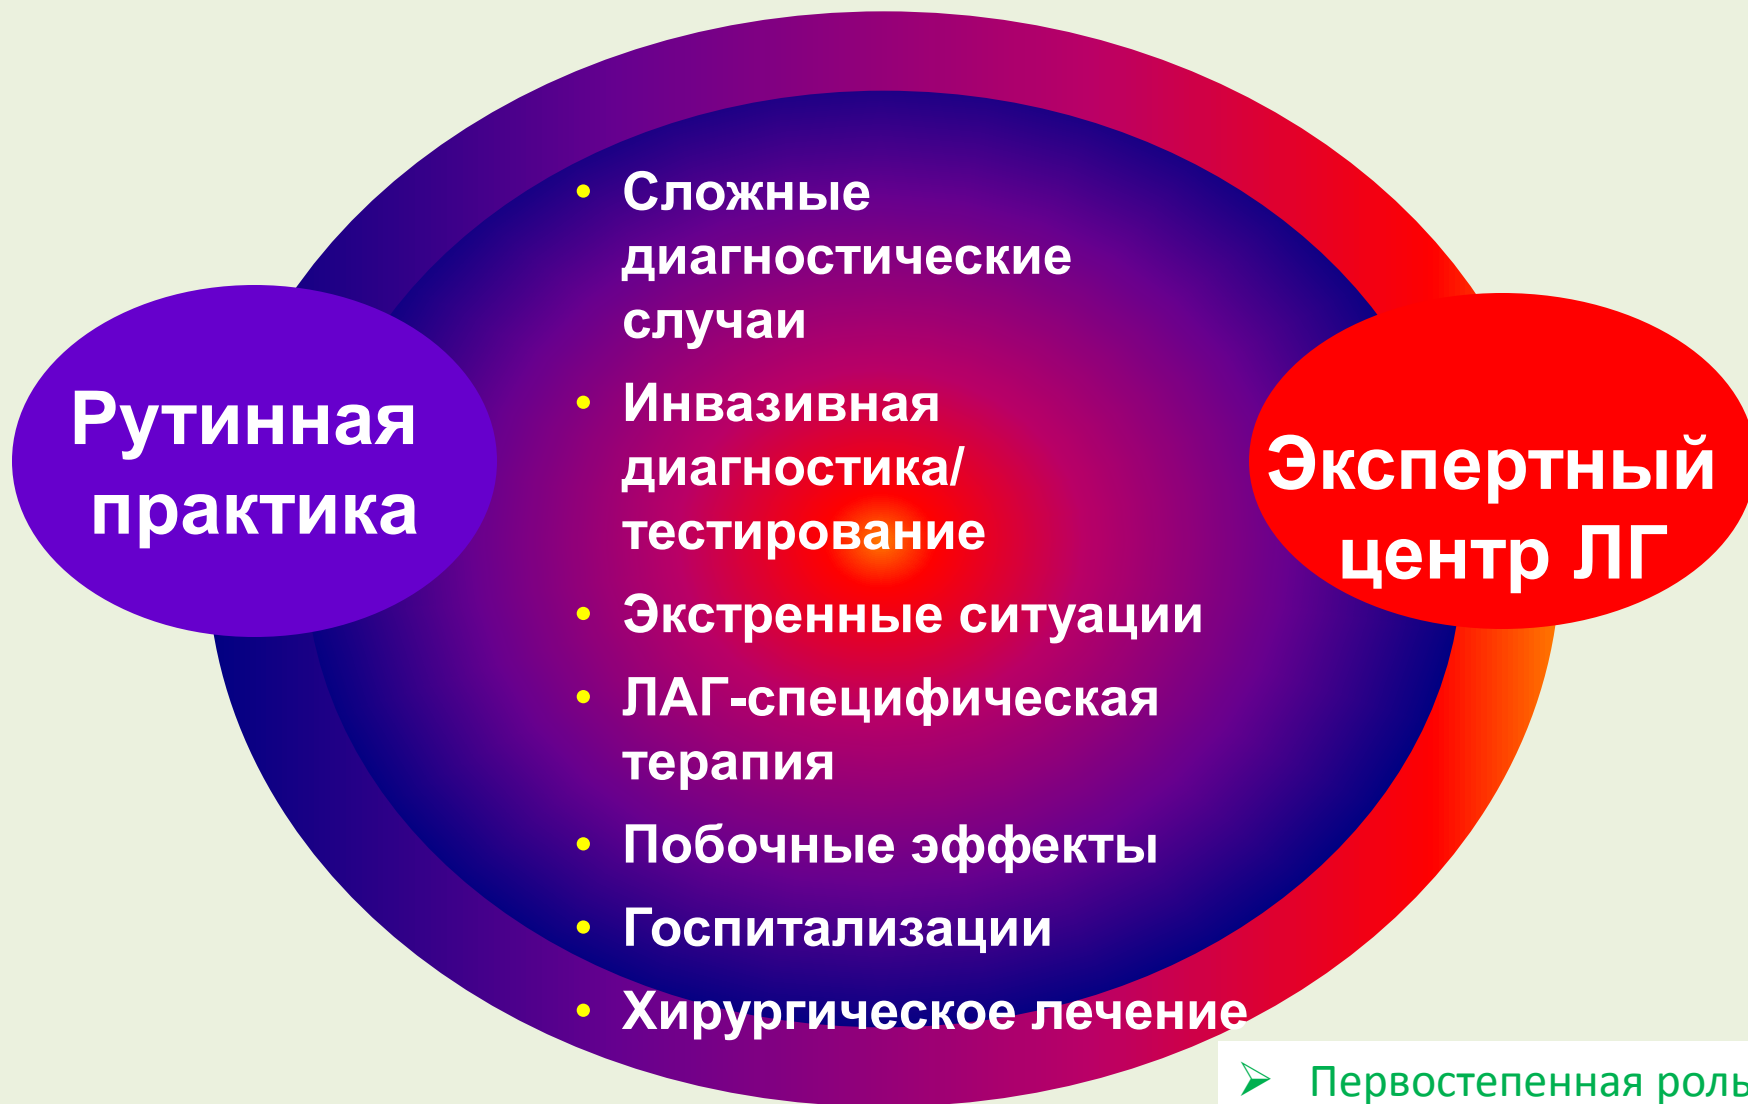 Рутинная
практика
• Сложные
диагностические
случаи
• Инвазивная
диагностика/
тестирование
• Экстренные ситуации
• ЛАГ-специфическая
терапия
• Побочные эффекты
• Госпитализации
• Хирургическое лечение
Экспертный
центр ЛГ
➢ Первостепенная роль